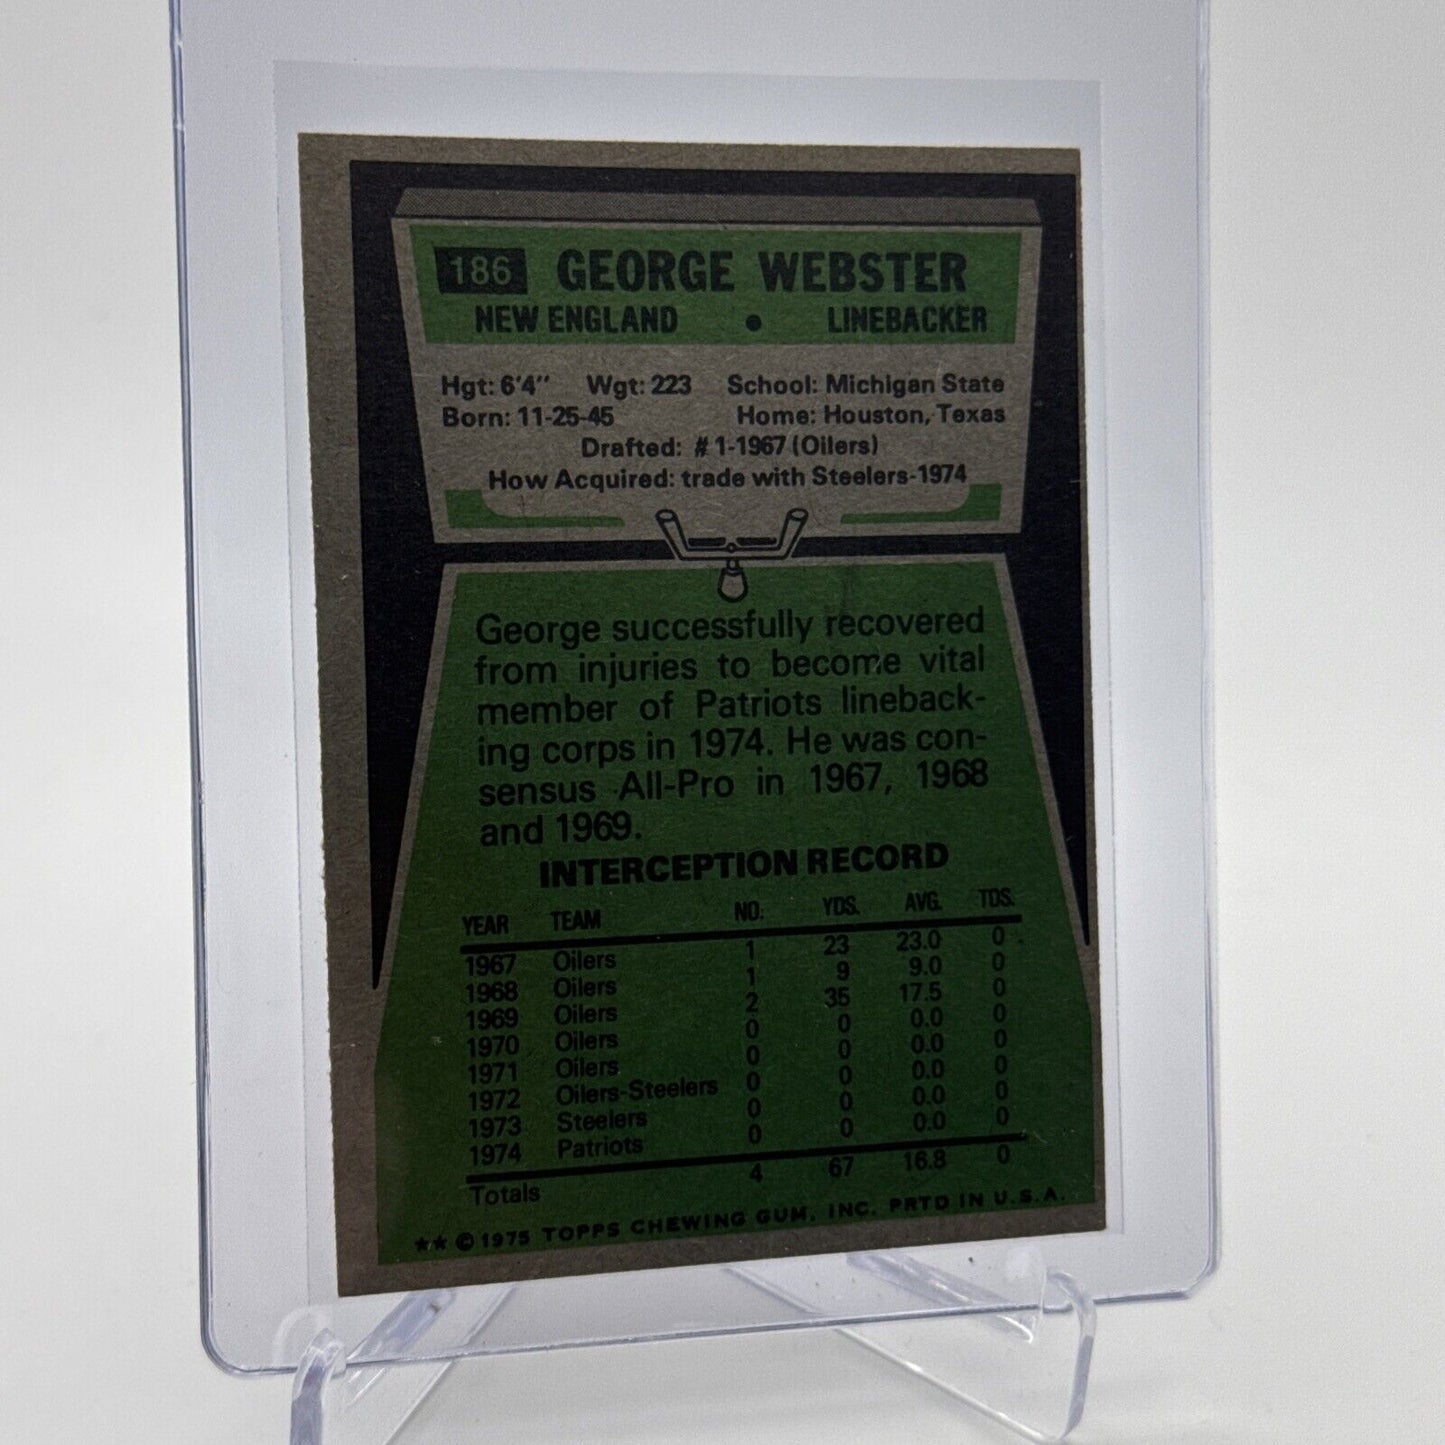 186 GEORGE WEBSTER
NEW ENGLAND • LINEBACKER
Hgt: 6'4" Wgt: 223 School: Michigan State
Born: 11-25-45 Home: Houston, Texas
Drafted: # 1-1967 (Oilers)
How Acquired: trade with Steelers-1974
George successfully recovered
from injuries to become vital
member of Patriots lineback-
ing corps in 1974. He was con-
sensus All-Pro in 1967, 1968
and 1969.
INTERCEPTION RECORD
YEAR TEAM NO. YDS. AVG. TDS.
1967 Oilers 1 23 23.0 0
1968 Oilers 1 9 9.0 0
1969 Oilers 2 35 17.5 0
1970 Oilers 0 0 0.0 0
1971 Oilers 0 0 0.0 0
1972 Oilers-Steelers 0 0 0.0 0
1973 Steelers 0 0 0.0 0
1974 Patriots 0 0 0.0 0
Totals 4 67 16.8 0
★★ © 1975 TOPPS CHEWING GUM, INC. PRTD IN U.S.A.